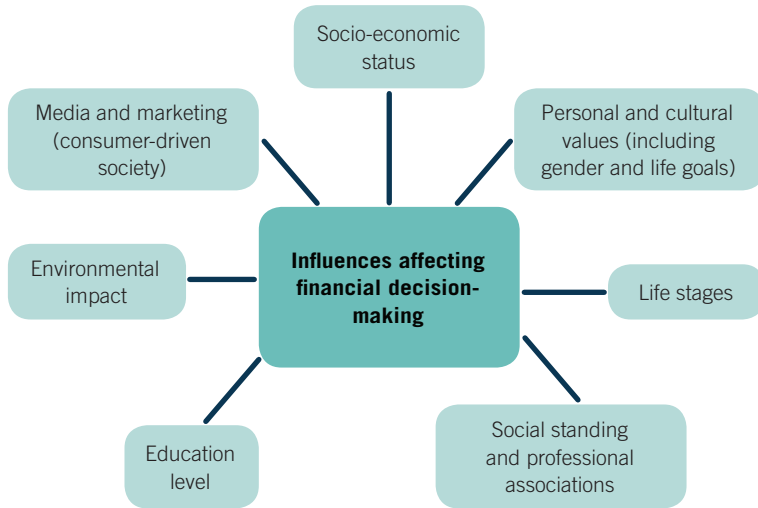 Socio-economic
status
Media and marketing
(consumer-driven
society)
Personal and cultural
values (including
gender and life goals)
Influences affecting
financial decision-
making
Environmental
impact
Life stages
Education
level
Social standing
and professional
associations